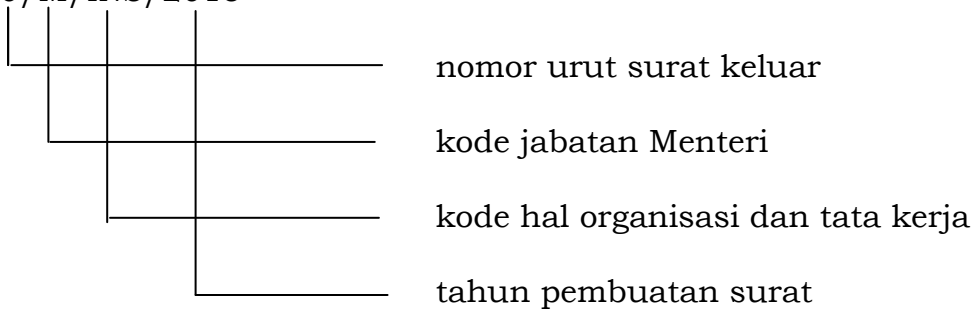 nomor urut surat keluar
kode jabatan Menteri
kode hal organisasi dan tata kerja
tahun pembuatan surat